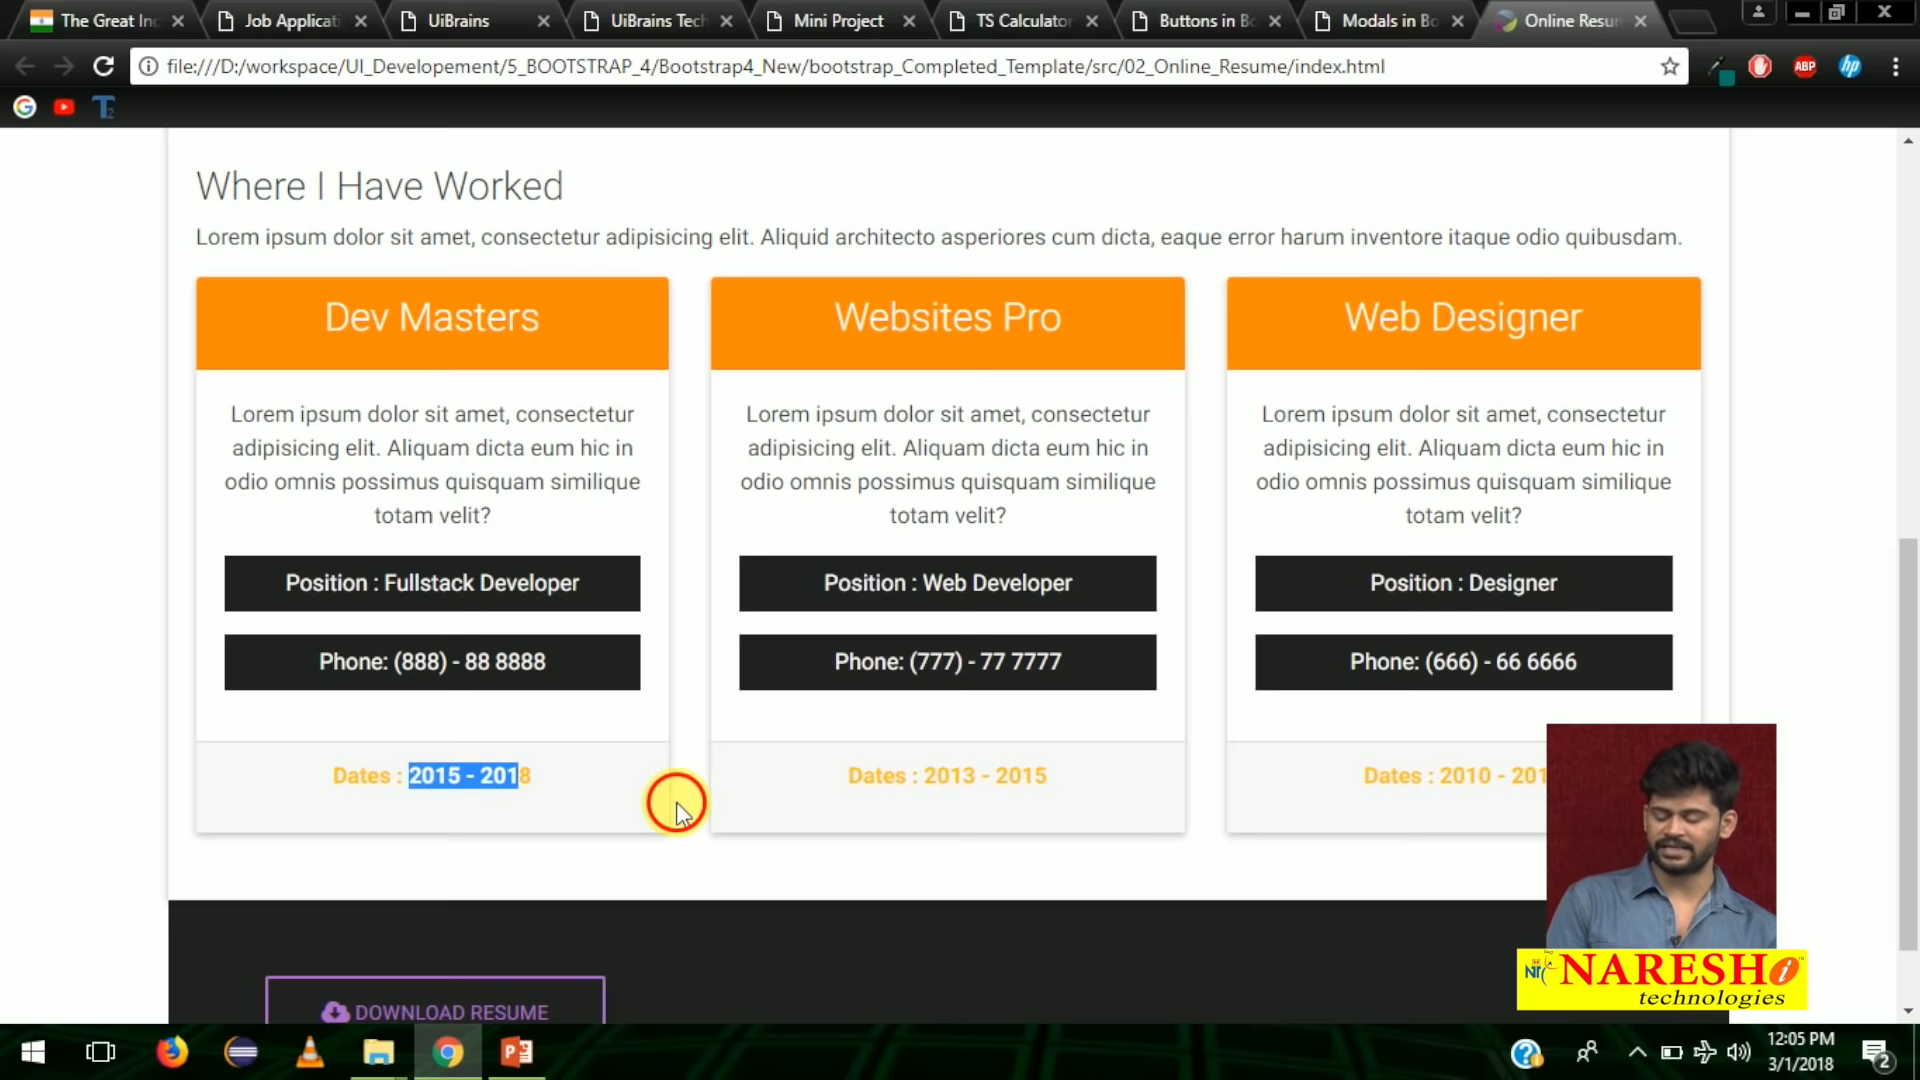 The Great In
Job Applicati
UiBrains
UiBrains Tech
Mini Project
TS Calculator
Buttons in Bo
Modals in Bo
Online Resum
file:///D:/workspace/UI_Developement/5_BOOTSTRAP_4/Bootstrap4_New/bootstrap_Completed_Template/src/02_Online_Resume/index.html
ABP
hp
Where I Have Worked
Lorem ipsum dolor sit amet, consectetur adipisicing elit. Aliquid architecto asperiores cum dicta, eaque error harum inventore itaque odio quibusdam.
Dev Masters
Lorem ipsum dolor sit amet, consectetur
adipisicing elit. Aliquam dicta eum hic in
odio omnis possimus quisquam similique
totam velit?
Position : Fullstack Developer
Phone: (888) - 88 8888
Dates : 2015 - 2018
Websites Pro
Lorem ipsum dolor sit amet, consectetur
adipisicing elit. Aliquam dicta eum hic in
odio omnis possimus quisquam similique
totam velit?
Position : Web Developer
Phone: (777) - 77 7777
Dates : 2013 - 2015
Web Designer
Lorem ipsum dolor sit amet, consectetur
adipisicing elit. Aliquam dicta eum hic in
odio omnis possimus quisquam similique
totam velit?
Position : Designer
Phone: (666) - 66 6666
Dates : 2010 - 201
DOWNLOAD RESUME
NARESH i
technologies
12:05 PM
3/1/2018
2